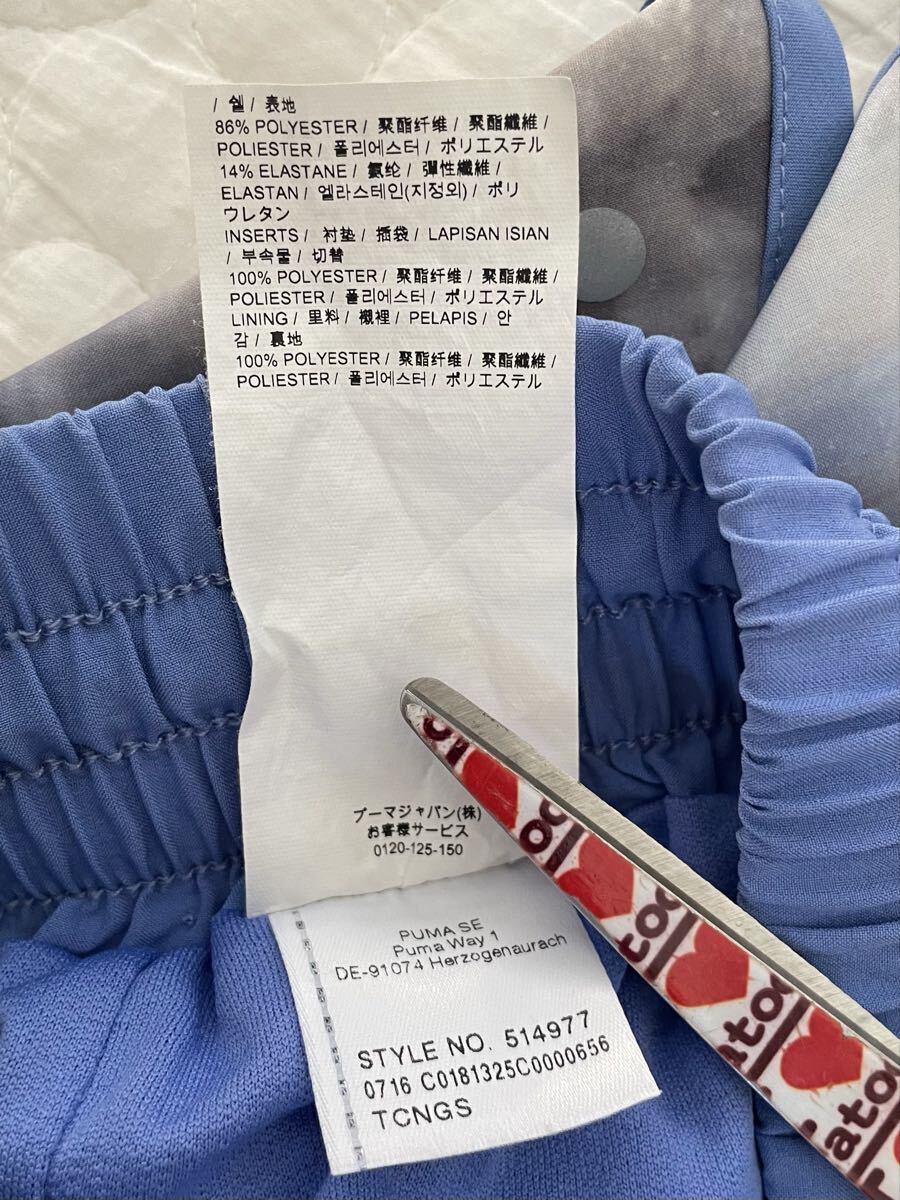 / 쉘 / 表地
86% POLYESTER / 聚酯纤维 / 聚酯纖維 /
POLIESTER / 폴리에스터 / ポリエステル
14% ELASTANE / 氨纶 / 彈性纖維 /
ELASTAN / 엘라스테인(지정외) / ポリ
ウレタン
INSERTS / 衬垫 / 插袋 / LAPISAN ISIAN
/ 부속물 / 切替
100% POLYESTER / 聚酯纤维 / 聚酯纖維 /
POLIESTER / 폴리에스터 / ポリエステル
LINING / 里料 / 襯裡 / PELAPIS / 안
감 / 裏地
100% POLYESTER / 聚酯纤维 / 聚酯纖維 /
POLIESTER / 폴리에스터 / ポリエステル
プーマジャパン(株)
お客様サービス
0120-125-150
PUMA SE
Puma Way 1
DE-91074 Herzogenaurach
STYLE NO. 514977
0716 C0181325C0000656
TCNGS